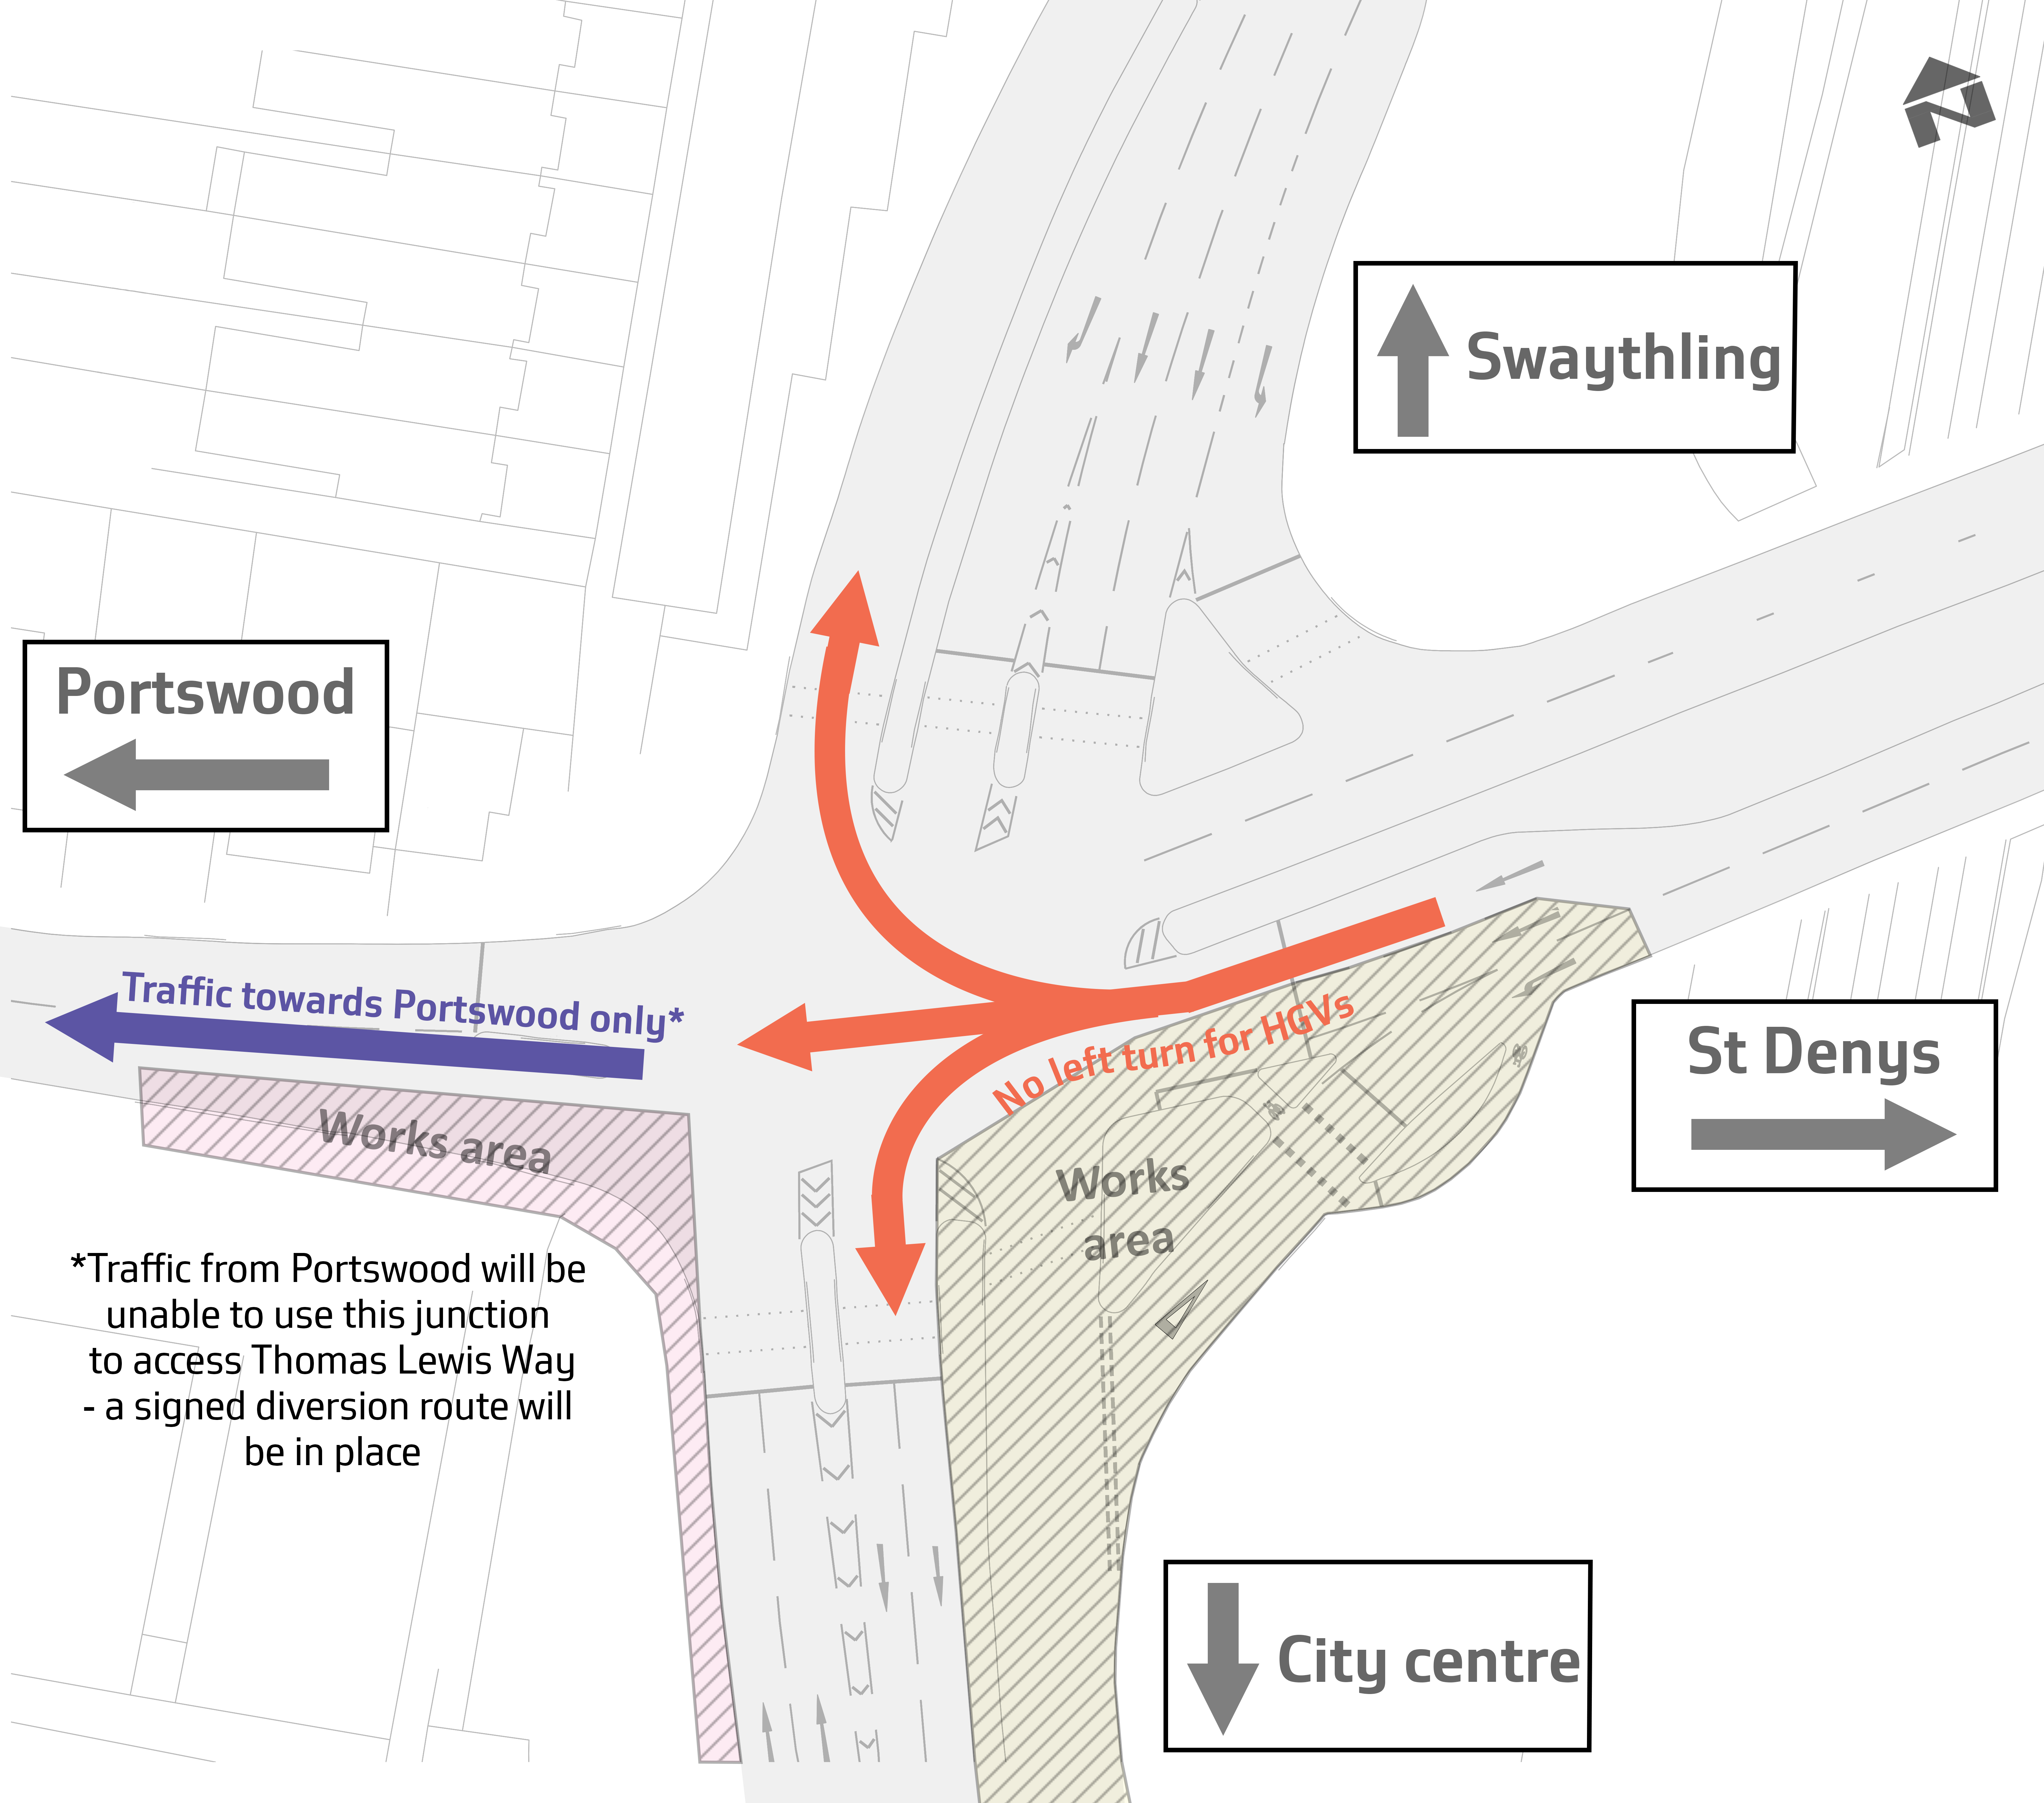 N
Swaythling
Portswood
Traffic towards Portswood only*
No left turn for HGVs
St Denys
Works area
Works
area
*Traffic from Portswood will be
unable to use this junction
to access Thomas Lewis Way
- a signed diversion route will
be in place
City centre